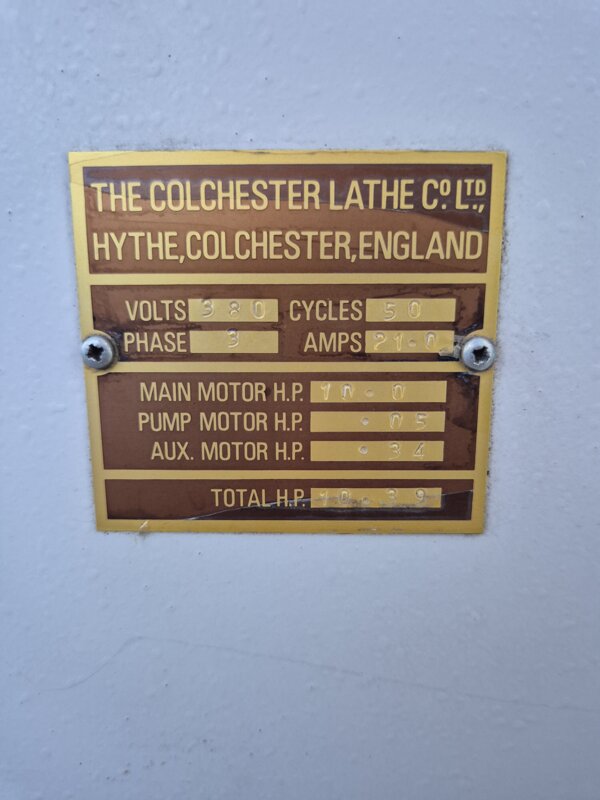 THE COLCHESTER LATHE Cº. LTD.,
HYTHE, COLCHESTER, ENGLAND
VOLTS 380 CYCLES 50
PHASE 3 AMPS 21.0
MAIN MOTOR H.P. 10.0
PUMP MOTOR H.P. .05
AUX. MOTOR H.P. .34
TOTAL H.P. 10.39